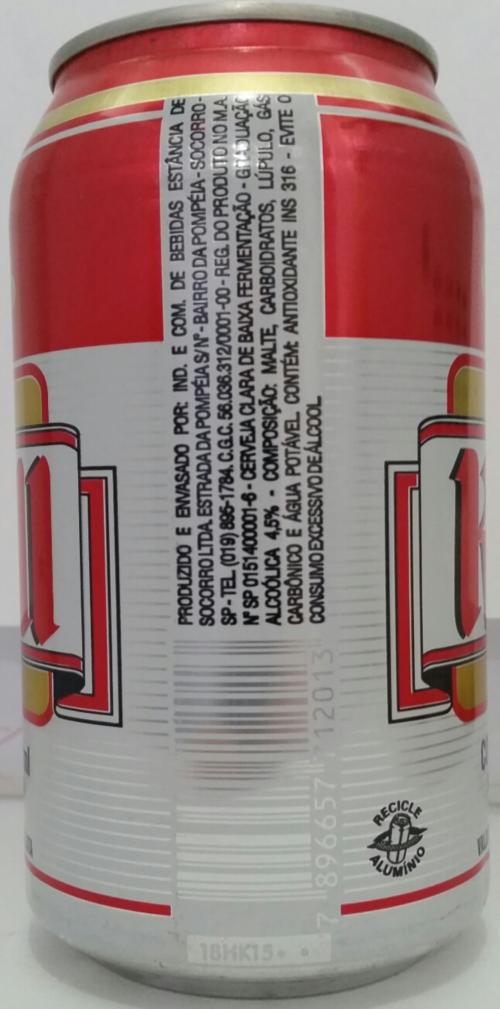 PRODUZIDO E ENVASADO POR: IND. E COM. DE BEBIDAS ESTÂNCIA DE
SOCORRO LTDA. ESTRADA DA POMPÉIA S/Nº - BAIRRO DA POMPÉIA - SOCORRO -
SP - TEL. (019) 895-1784. C.G.C. 56.036.312/0001-00 - REG. DO PRODUTO NO M.A.
Nº SP 0151400001-6 - CERVEJA CLARA DE BAIXA FERMENTAÇÃO - GRADUAÇÃO
ALCOÓLICA 4,5% - COMPOSIÇÃO: MALTE, CARBOIDRATOS, LÚPULO, GÁS
CARBÔNICO E ÁGUA POTÁVEL. CONTÉM: ANTIOXIDANTE INS 316 - EVITE O
CONSUMO EXCESSIVO DE ÁLCOOL
7 896657 712013
RECICLE
ALUMÍNIO
18HK15